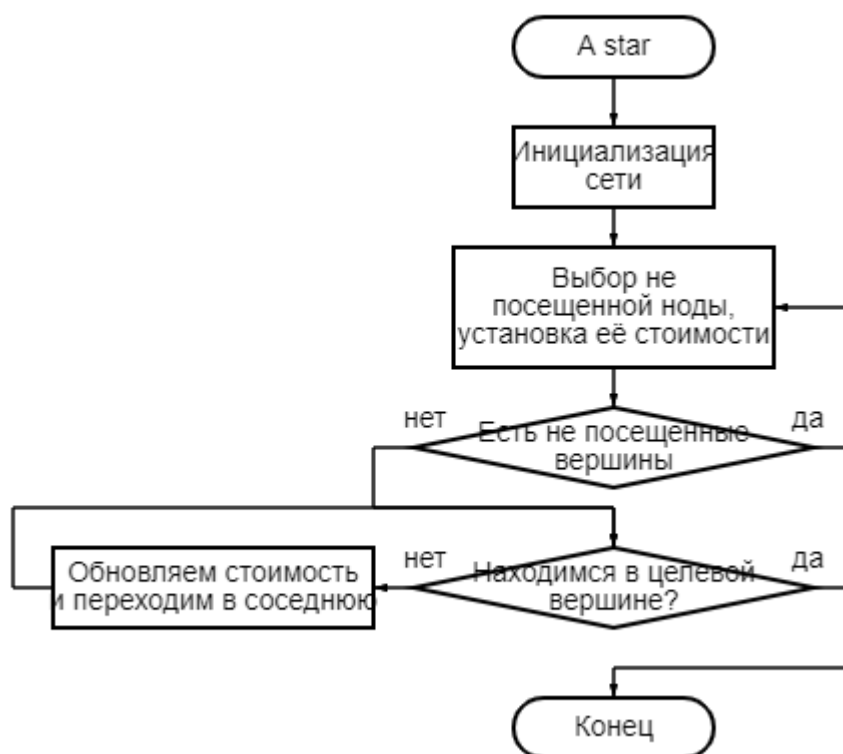 A star
Инициализация
сети
Выбор не
посещенной ноды,
установка её стоимости
нет
да
Есть не посещенные
вершины
нет
да
Обновляем стоимость
и переходим в соседнюю
Находимся в целевой
вершине?
Конец